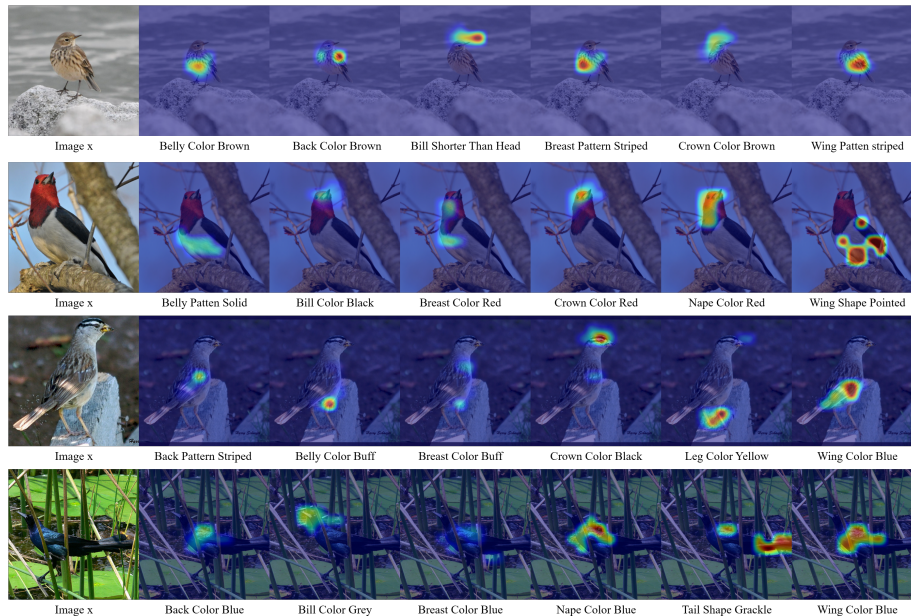 Image x Belly Color Brown Back Color Brown Bill Shorter Than Head Breast Pattern Striped Crown Color Brown Wing Patten striped
Image x Belly Patten Solid Bill Color Black Breast Color Red Crown Color Red Nape Color Red Wing Shape Pointed
Image x Back Pattern Striped Belly Color Buff Breast Color Buff Crown Color Black Leg Color Yellow Wing Color Blue
Image x Back Color Blue Bill Color Grey Breast Color Blue Nape Color Blue Tail Shape Grackle Wing Color Blue